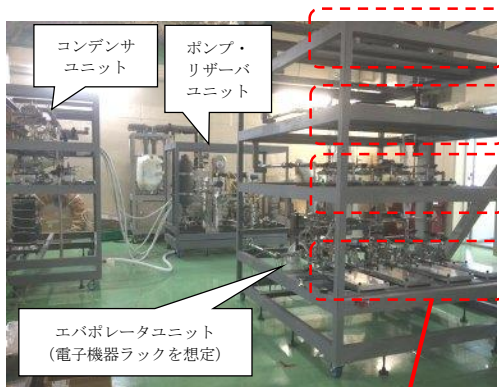 コンデンサ
ユニット
ポンプ・
リザーバ
ユニット
エバポレータユニット
（電子機器ラックを想定）